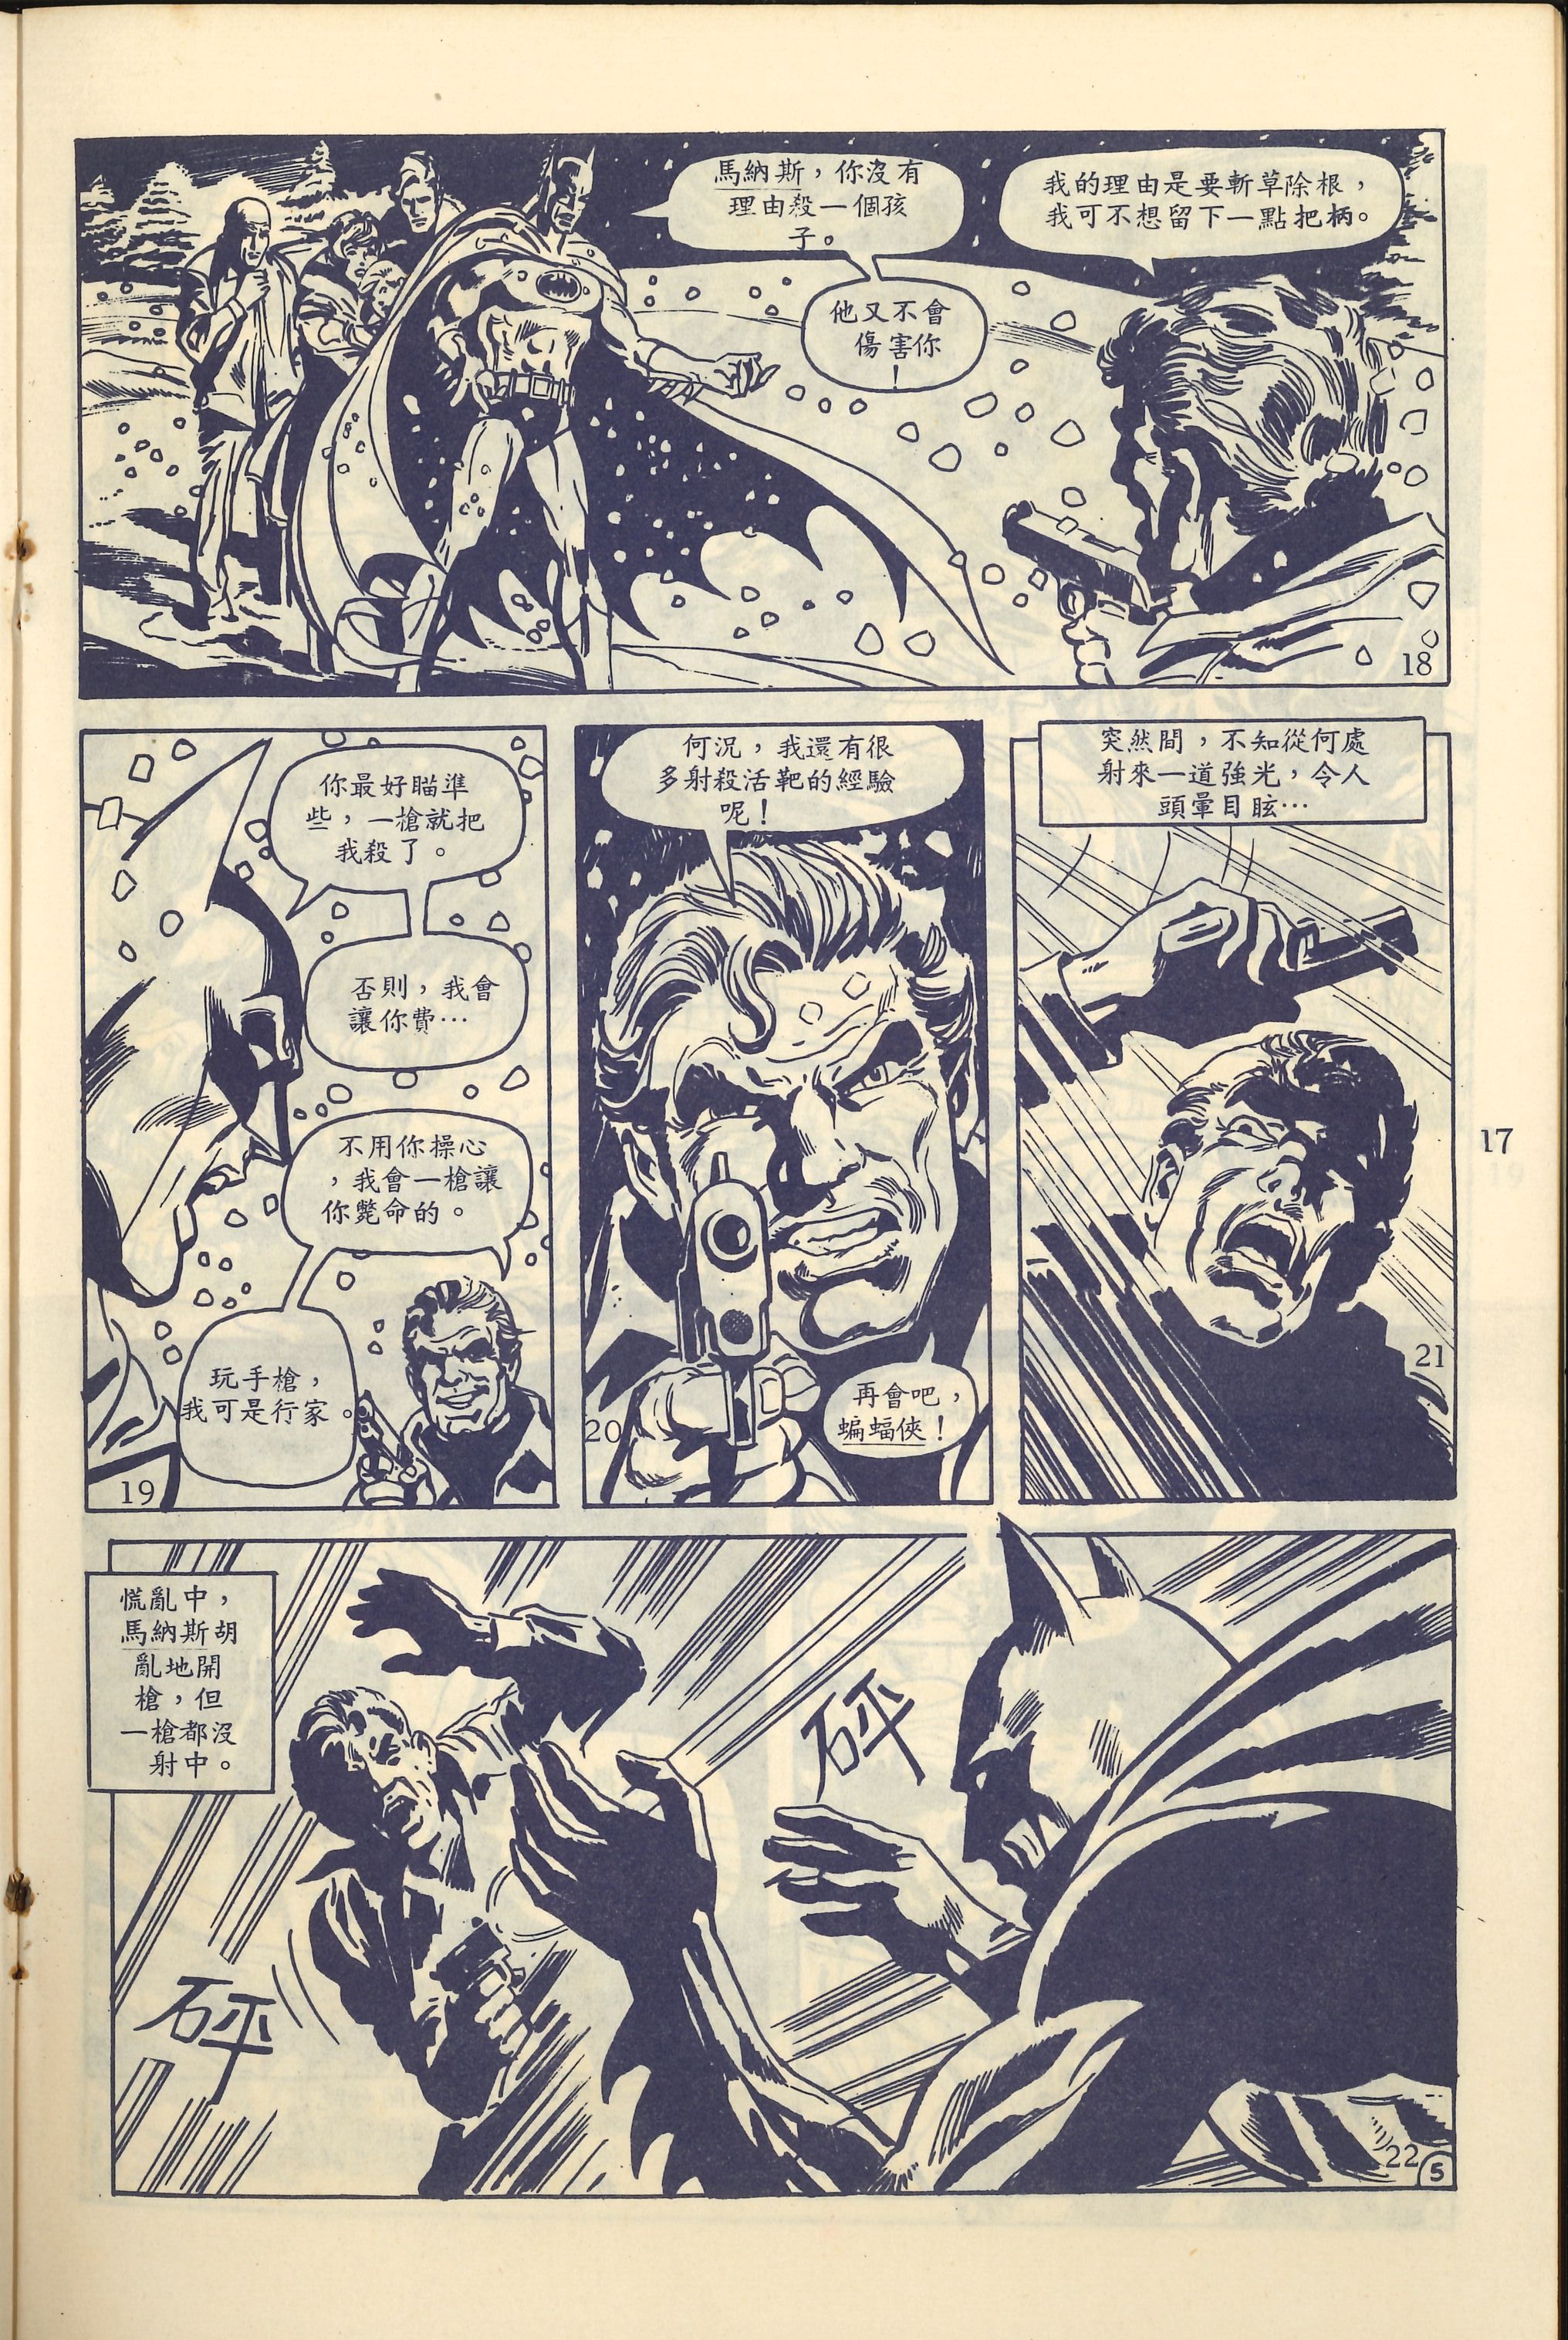 馬納斯，你沒有
理由殺一個孩
子。
他又不會
傷害你
！
我的理由是要斬草除根，
我可不想留下一點把柄。
18
你最好瞄準
些，一槍就把
我殺了。
否則，我會
讓你費…
不用你操心
，我會一槍讓
你斃命的。
玩手槍，
我可是行家。
19
何況，我還有很
多射殺活靶的經驗
呢！
再會吧，
蝙蝠俠！
20
突然間，不知從何處
射來一道強光，令人
頭暈目眩…
21
17
慌亂中，
馬納斯胡
亂地開
槍，但
一槍都沒
射中。
砰
砰
22
5